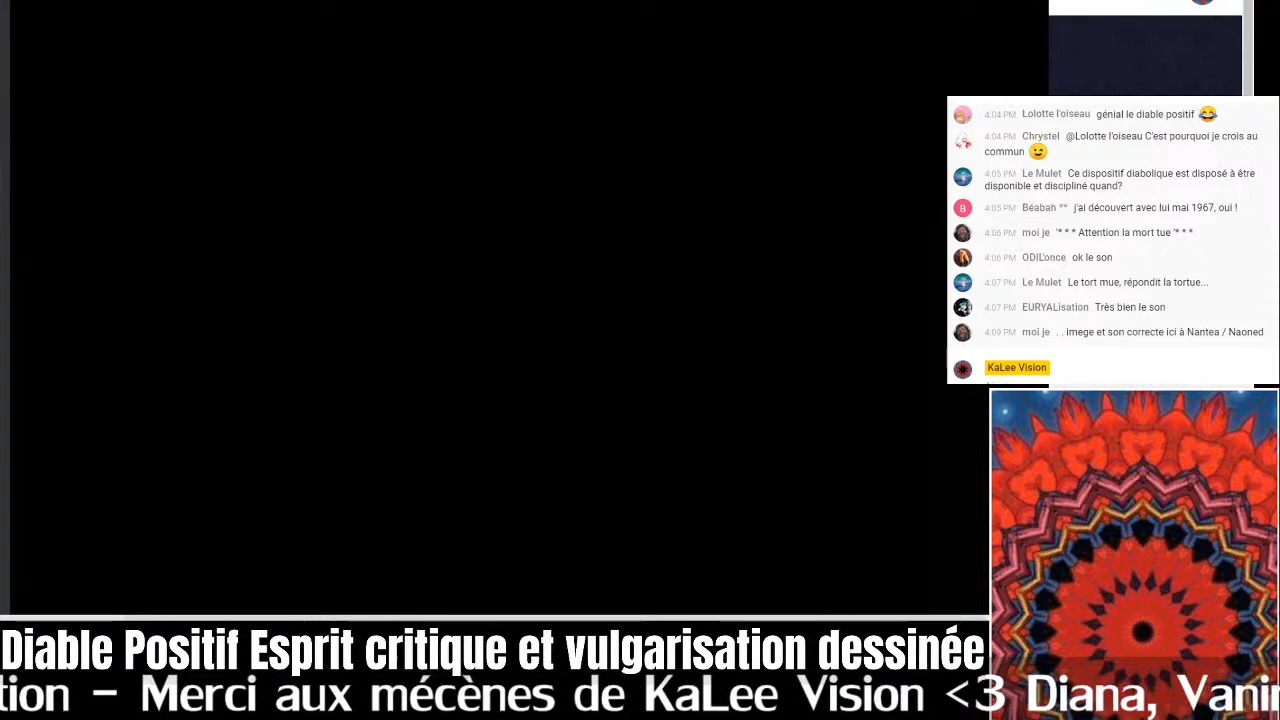 4:04 PM Lolotte l'oiseau génial le diable positif 😂
4:04 PM Chrystel @Lolotte l'oiseau C'est pourquoi je crois au
commun 😉
4:05 PM Le Mulet Ce dispositif diabolique est disposé à être
disponible et discipliné quand?
B 4:05 PM Béabah ** j'ai découvert avec lui mai 1967, oui !
4:06 PM moi je '* * * Attention la mort tue '* * *
4:06 PM ODIL'once ok le son
4:07 PM Le Mulet Le tort mue, répondit la tortue...
4:07 PM EURYALisation Très bien le son
4:09 PM moi je . . imege et son correcte ici à Nantea / Naoned
KaLee Vision
Diable Positif Esprit critique et vulgarisation dessinée
tion – Merci aux mécènes de KaLee Vision <3 Diana, Vanin